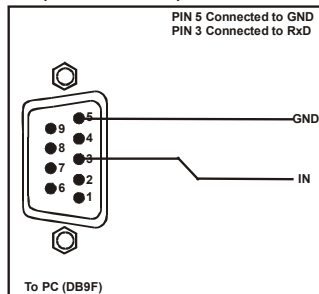 PIN 5 Connected to GND
PIN 3 Connected to RxD
5
9
GND
4
8
3
7
2
IN
6
1
To PC (DB9F)